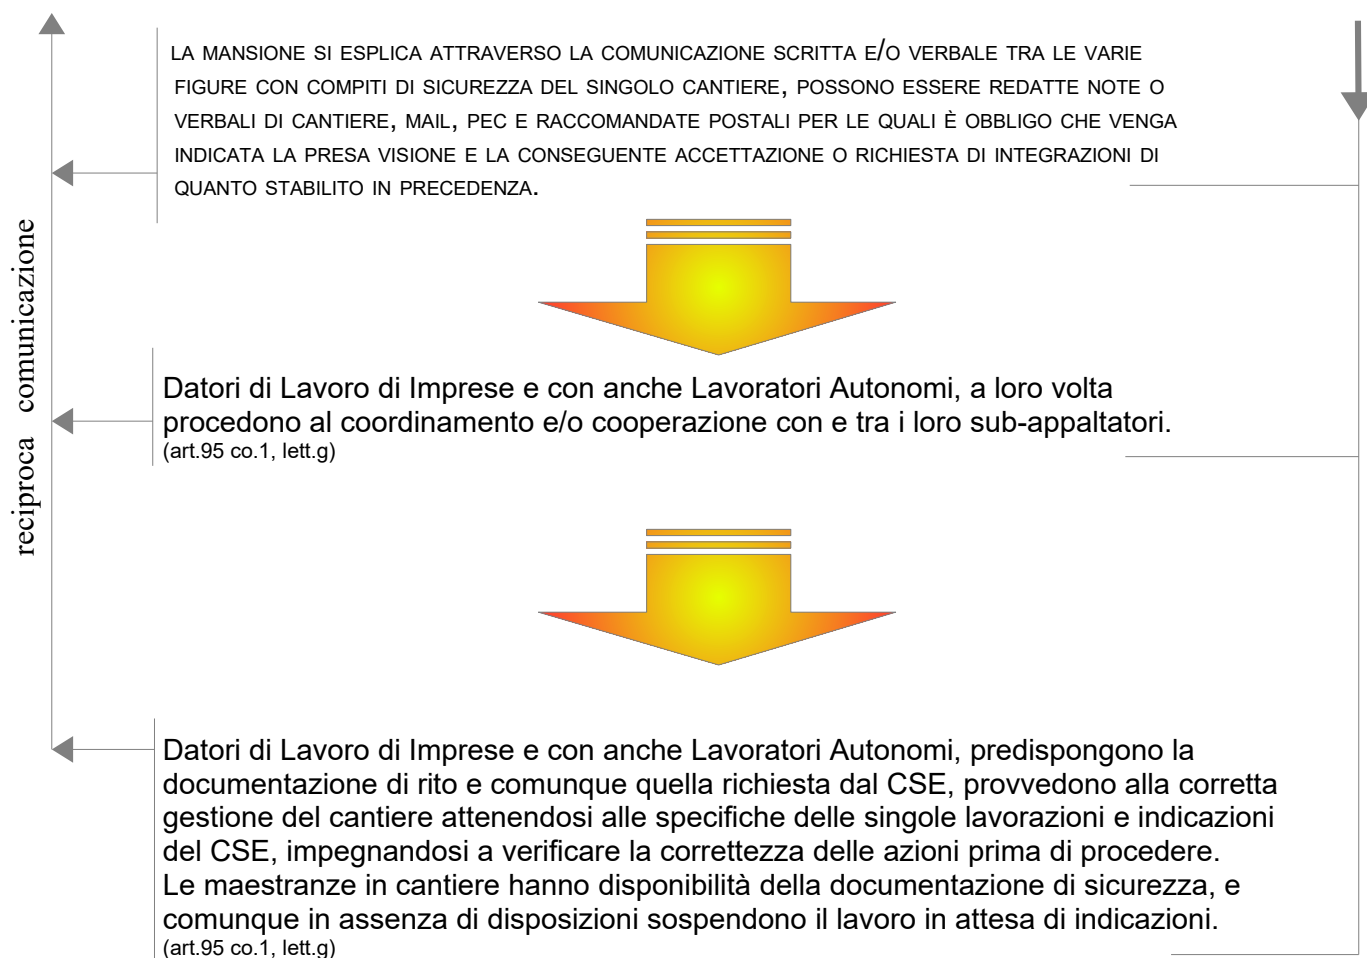 LA MANSIONE SI ESPLICA ATTRAVERSO LA COMUNICAZIONE SCRITTA E/O VERBALE TRA LE VARIE
FIGURE CON COMPITI DI SICUREZZA DEL SINGOLO CANTIERE, POSSONO ESSERE REDATTE NOTE O
VERBALI DI CANTIERE, MAIL, PEC E RACCOMANDATE POSTALI PER LE QUALI È OBBLIGO CHE VENGA
INDICATA LA PRESA VISIONE E LA CONSEGUENTE ACCETTAZIONE O RICHIESTA DI INTEGRAZIONI DI
QUANTO STABILITO IN PRECEDENZA.
reciproca comunicazione
Datori di Lavoro di Imprese e con anche Lavoratori Autonomi, a loro volta
procedono al coordinamento e/o cooperazione con e tra i loro sub-appaltatori.
(art.95 co.1, lett.g)
Datori di Lavoro di Imprese e con anche Lavoratori Autonomi, predispongono la
documentazione di rito e comunque quella richiesta dal CSE, provvedono alla corretta
gestione del cantiere attenendosi alle specifiche delle singole lavorazioni e indicazioni
del CSE, impegnandosi a verificare la correttezza delle azioni prima di procedere.
Le maestranze in cantiere hanno disponibilità della documentazione di sicurezza, e
comunque in assenza di disposizioni sospendono il lavoro in attesa di indicazioni.
(art.95 co.1, lett.g)